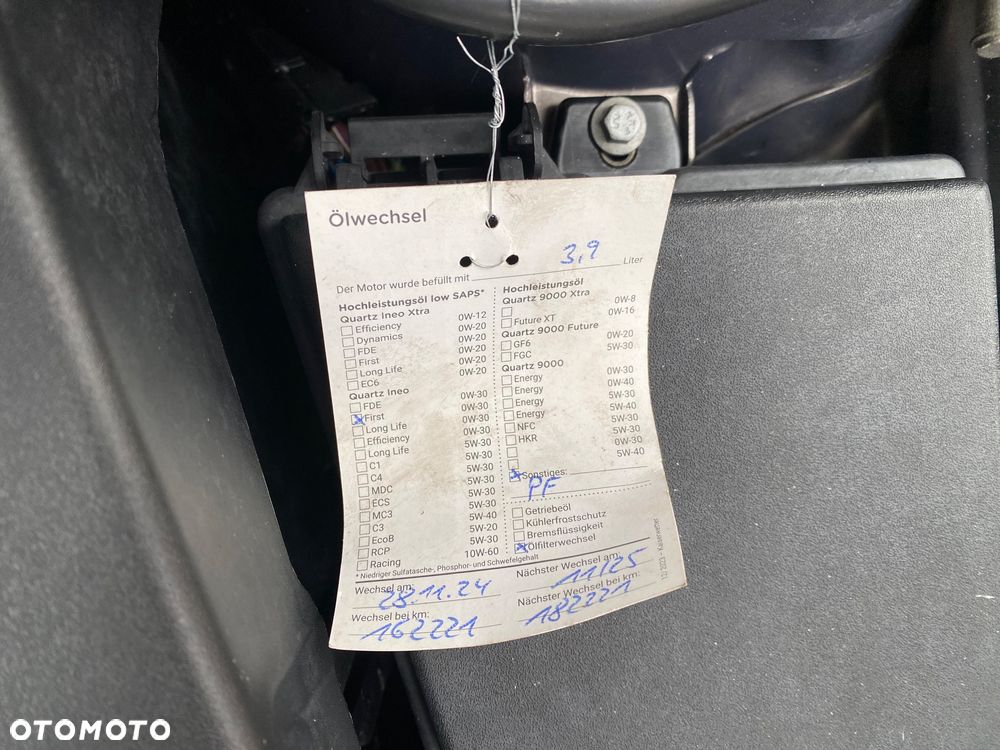 Ölwechsel
Der Motor wurde befüllt mit 3,9 Liter
Hochleistungsöl low SAPS*
Quartz Ineo Xtra
Efficiency 0W-12
Dynamics 0W-20
FDE 0W-20
First 0W-20
Long Life 0W-20
EC6 0W-20
Quartz Ineo
FDE 0W-30
First 0W-30
Long Life 0W-30
Efficiency 0W-30
Long Life 5W-30
C1 5W-30
C4 5W-30
MDC 5W-30
ECS 5W-30
MC3 5W-30
C3 5W-40
EcoB 5W-20
RCP 5W-30
Racing 10W-60
* Niedriger Sulfatasche-, Phosphor- und Schwefelgehalt
Wechsel am: 28.11.24
Wechsel bei km: 162221
Hochleistungsöl
Quartz 9000 Xtra
0W-8
Future XT 0W-16
Quartz 9000 Future
GF6 0W-20
FGC 5W-30
Quartz 9000
Energy 0W-30
Energy 0W-40
Energy 5W-30
Energy 5W-40
NFC 5W-30
HKR 5W-30
0W-30
5W-40
Sonstiges:
PF
Getriebeöl
Kühlerfrostschutz
Bremsflüssigkeit
Ölfilterwechsel
Nächster Wechsel am: 11/25
Nächster Wechsel bei km:
182221
OTOMOTO